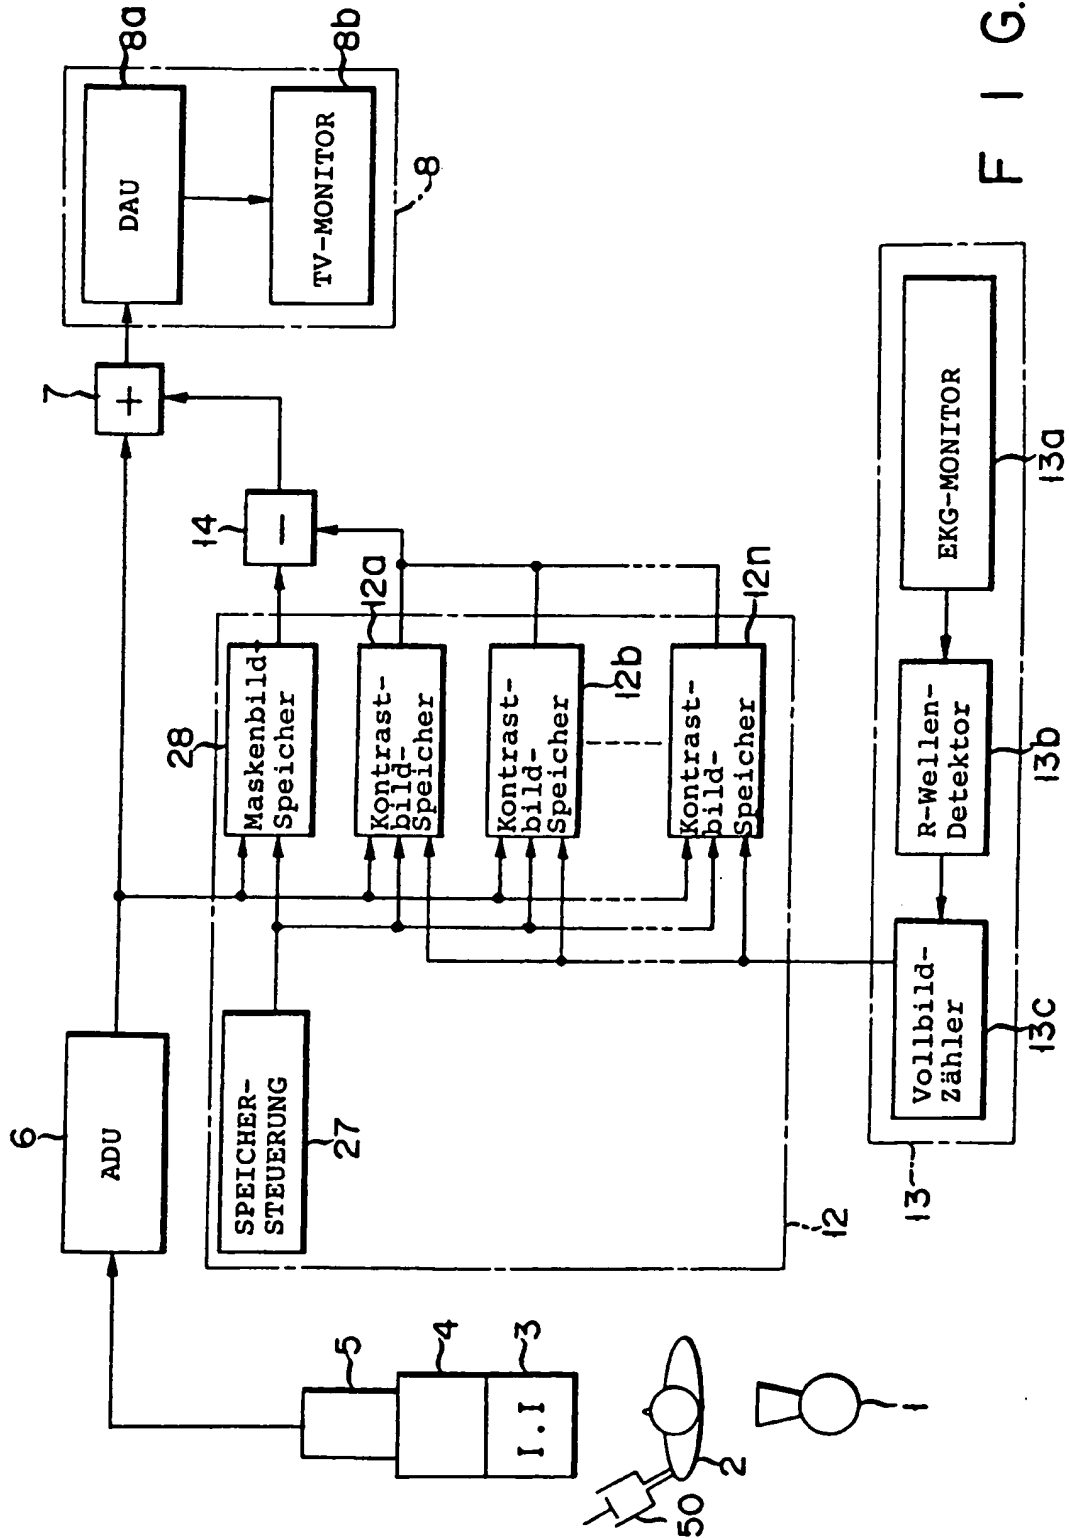 8a
DAU
8b
TV-MONITOR
8
7
+
14
−
12a
12n
12b
28
Maskenbild-
Speicher
Kontrast-
bild-
Speicher
Kontrast-
bild-
Speicher
Kontrast-
bild-
Speicher
6
ADU
SPEICHER-
STEUERUNG
27
12
EKG-MONITOR
13a
R-Wellen-
Detektor
13b
Vollbild-
Zähler
13c
13
5
4
3
I.I
2
50
1
FIG.